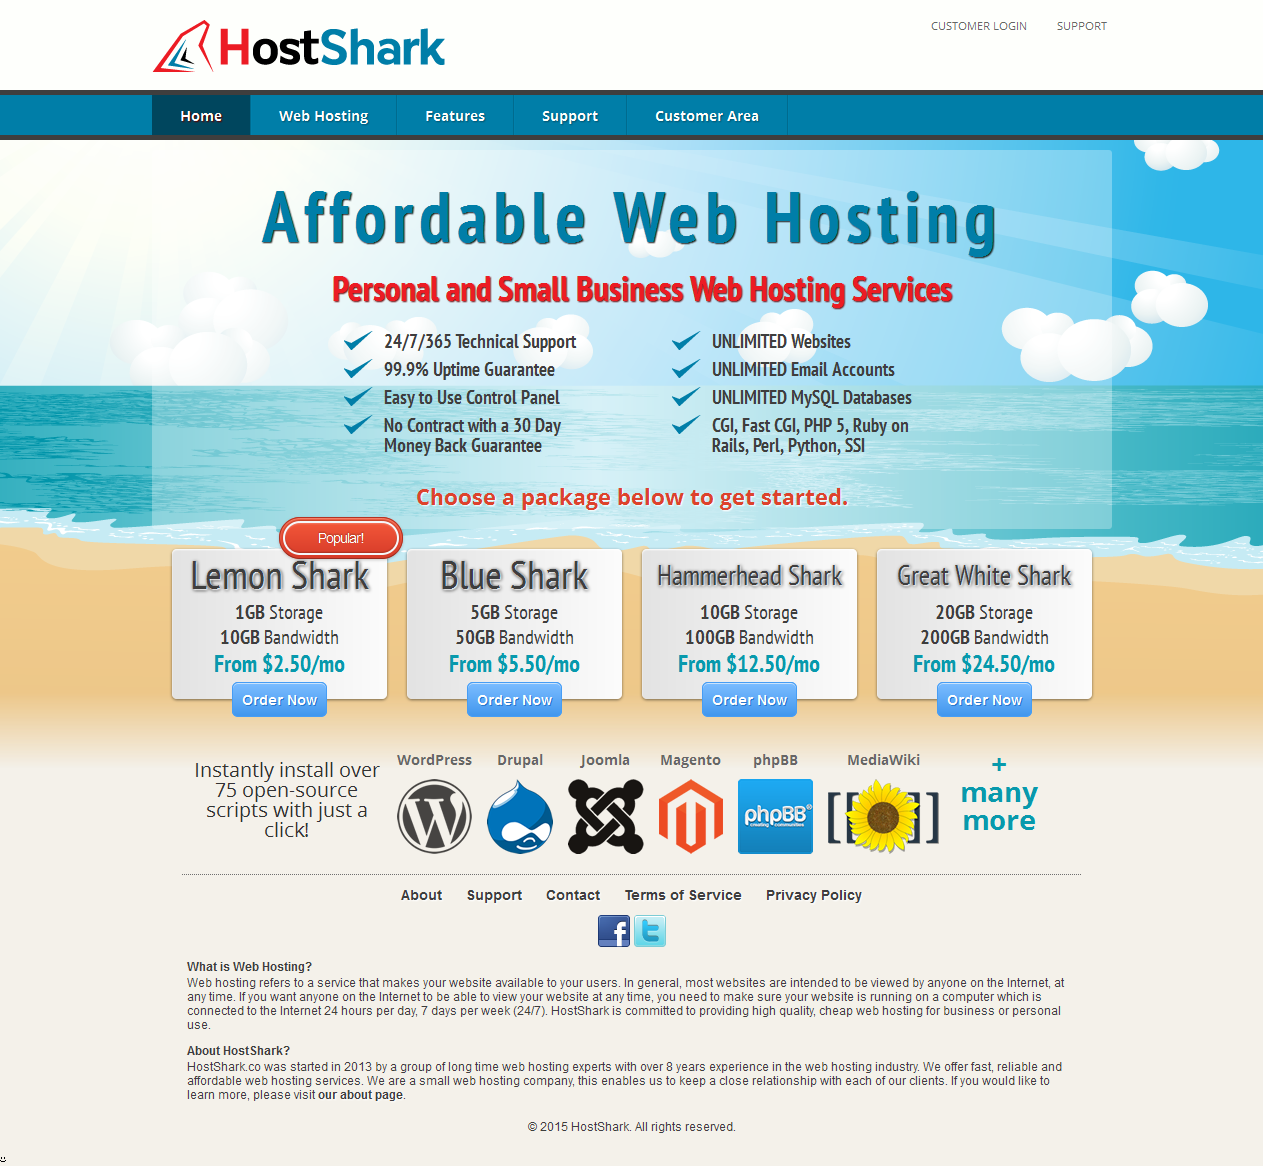 HostShark
CUSTOMER LOGIN SUPPORT
Home Web Hosting Features Support Customer Area
Affordable Web Hosting
Personal and Small Business Web Hosting Services
24/7/365 Technical Support
99.9% Uptime Guarantee
Easy to Use Control Panel
No Contract with a 30 Day
Money Back Guarantee
UNLIMITED Websites
UNLIMITED Email Accounts
UNLIMITED MySQL Databases
CGI, Fast CGI, PHP 5, Ruby on
Rails, Perl, Python, SSI
Choose a package below to get started.
Popular!
Lemon Shark
1GB Storage
10GB Bandwidth
From $2.50/mo
Order Now
Blue Shark
5GB Storage
50GB Bandwidth
From $5.50/mo
Order Now
Hammerhead Shark
10GB Storage
100GB Bandwidth
From $12.50/mo
Order Now
Great White Shark
20GB Storage
200GB Bandwidth
From $24.50/mo
Order Now
Instantly install over
75 open-source
scripts with just a
click!
WordPress Drupal Joomla Magento phpBB MediaWiki
phpBB®
creating communities
+
many
more
About Support Contact Terms of Service Privacy Policy
What is Web Hosting?
Web hosting refers to a service that makes your website available to your users. In general, most websites are intended to be viewed by anyone on the Internet, at
any time. If you want anyone on the Internet to be able to view your website at any time, you need to make sure your website is running on a computer which is
connected to the Internet 24 hours per day, 7 days per week (24/7). HostShark is committed to providing high quality, cheap web hosting for business or personal
use.
About HostShark?
HostShark.co was started in 2013 by a group of long time web hosting experts with over 8 years experience in the web hosting industry. We offer fast, reliable and
affordable web hosting services. We are a small web hosting company, this enables us to keep a close relationship with each of our clients. If you would like to
learn more, please visit our about page.
© 2015 HostShark. All rights reserved.